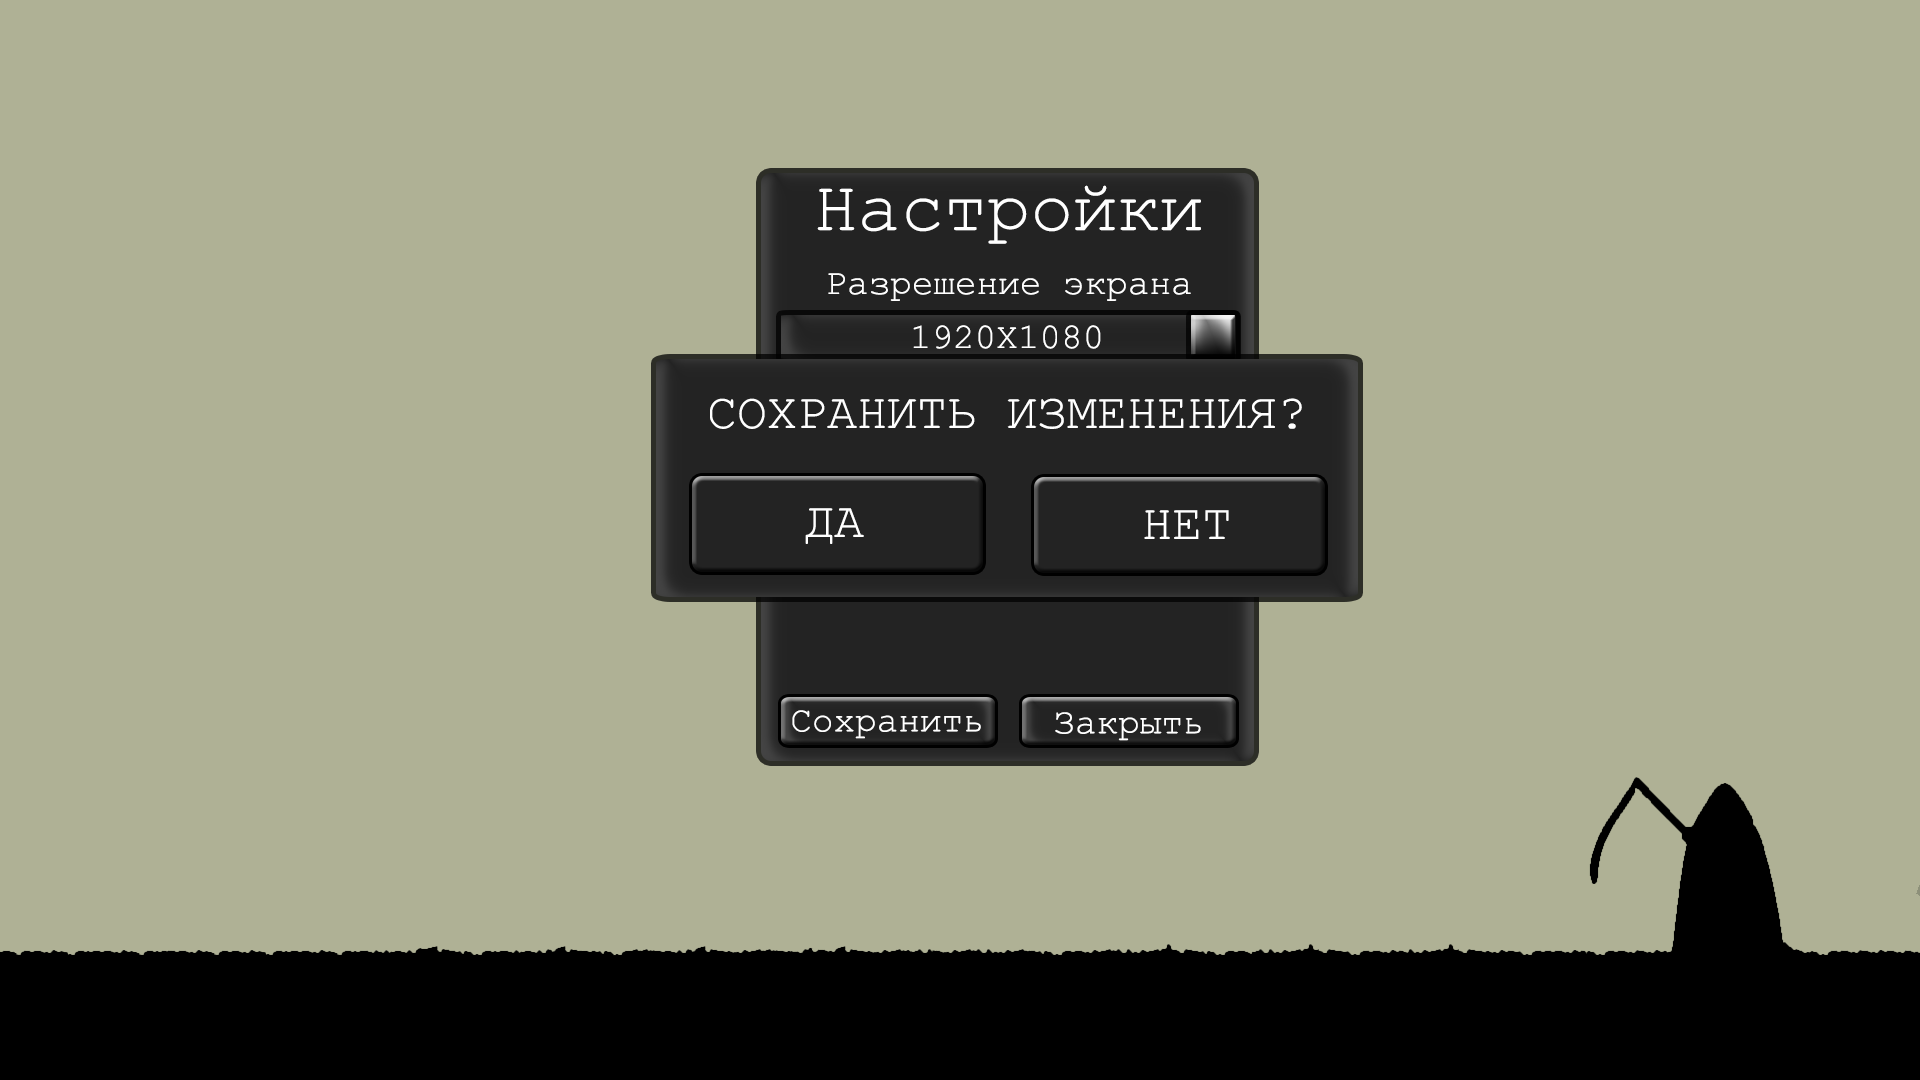 Настройки
Разрешение экрана
1920X1080
СОХРАНИТЬ ИЗМЕНЕНИЯ?
ДА
НЕТ
Сохранить
Закрыть